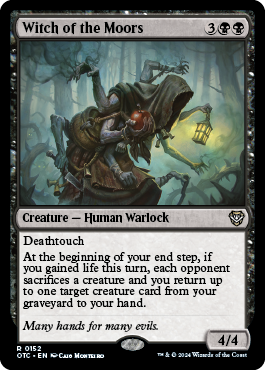 Witch of the Moors 3
Creature — Human Warlock
Deathtouch
At the beginning of your end step, if
you gained life this turn, each opponent
sacrifices a creature and you return up
to one target creature card from your
graveyard to your hand.
Many hands for many evils.
4/4
R 0152
OTC • EN Caio Monteiro
™ & © 2024 Wizards of the Coast